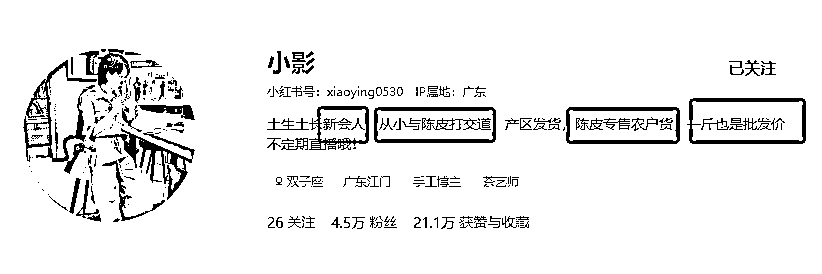 小影
已关注
小红书号：xiaoying0530 IP属地：广东
土生土长新会人 从小与陈皮打交道 产区发货，陈皮专售农户货 一斤也是批发价
不定期直播哦！
♀ 双子座 广东江门 手工博主 茶艺师
26 关注 4.5万 粉丝 21.1万 获赞与收藏